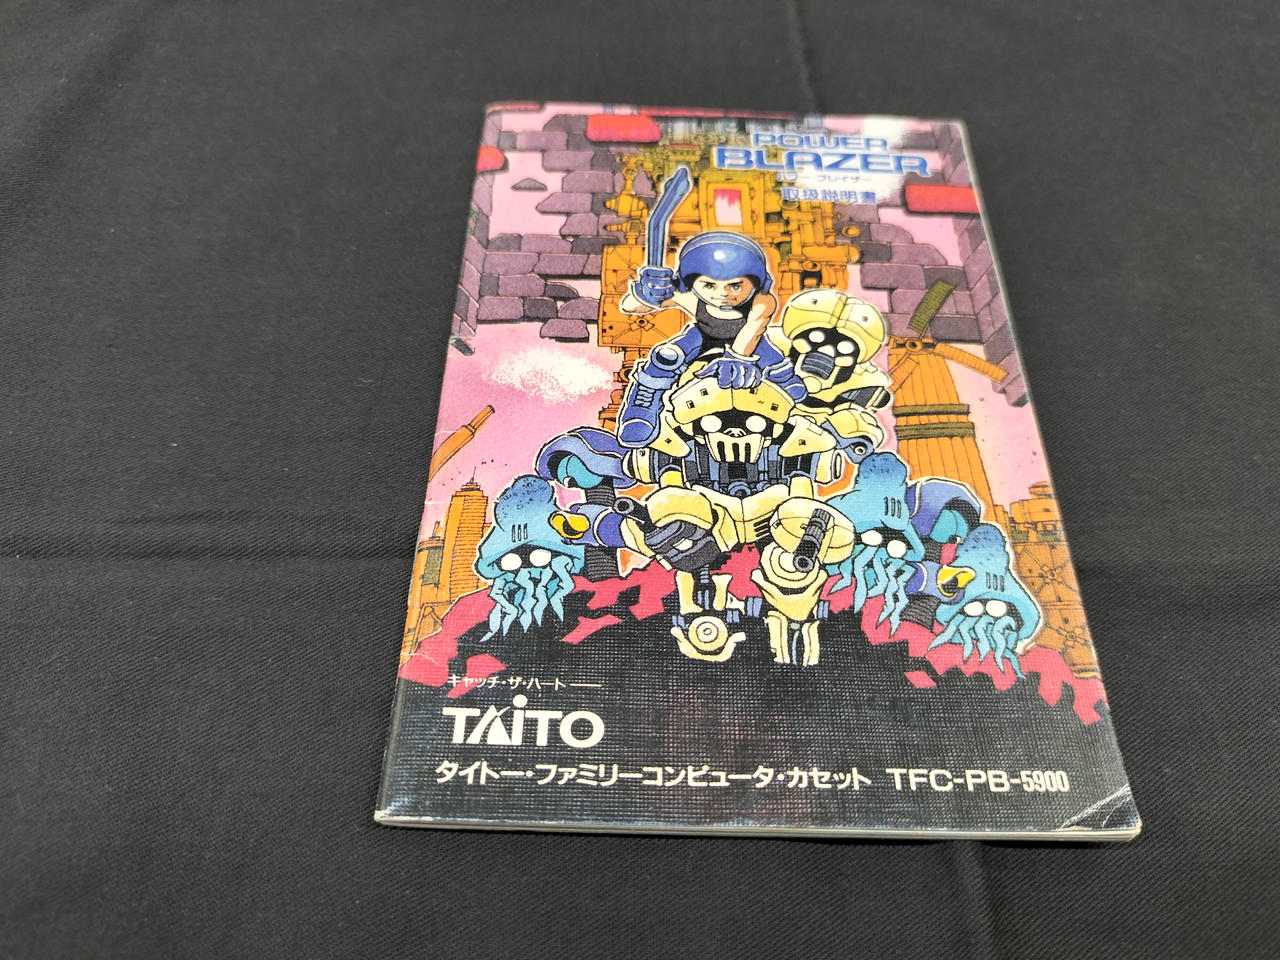 POWER
BLAZER
パワー・ブレイザー
取扱説明書
キャッチ・ザ・ハート
TAITO
タイトー・ファミリーコンピュータ・カセット TFC-PB-5900